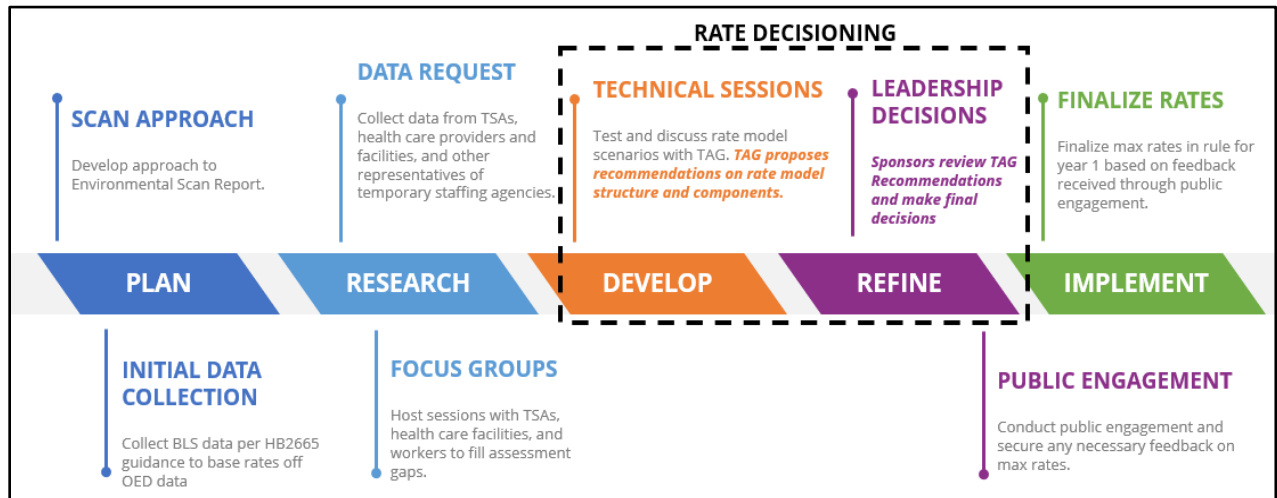 RATE DECISIONING
SCAN APPROACH
Develop approach to
Environmental Scan Report.
DATA REQUEST
Collect data from TSAs,
health care providers and
facilities, and other
representatives of
temporary staffing agencies.
TECHNICAL SESSIONS
Test and discuss rate model
scenarios with TAG. TAG proposes
recommendations on rate model
structure and components.
LEADERSHIP
DECISIONS
Sponsors review TAG
Recommendations
and make final
decisions
FINALIZE RATES
Finalize max rates in rule for
year 1 based on feedback
received through public
engagement.
PLAN
RESEARCH
DEVELOP
REFINE
IMPLEMENT
INITIAL DATA
COLLECTION
Collect BLS data per HB2665
guidance to base rates off
OED data
FOCUS GROUPS
Host sessions with TSAs,
health care facilities, and
workers to fill assessment
gaps.
PUBLIC ENGAGEMENT
Conduct public engagement and
secure any necessary feedback on
max rates.